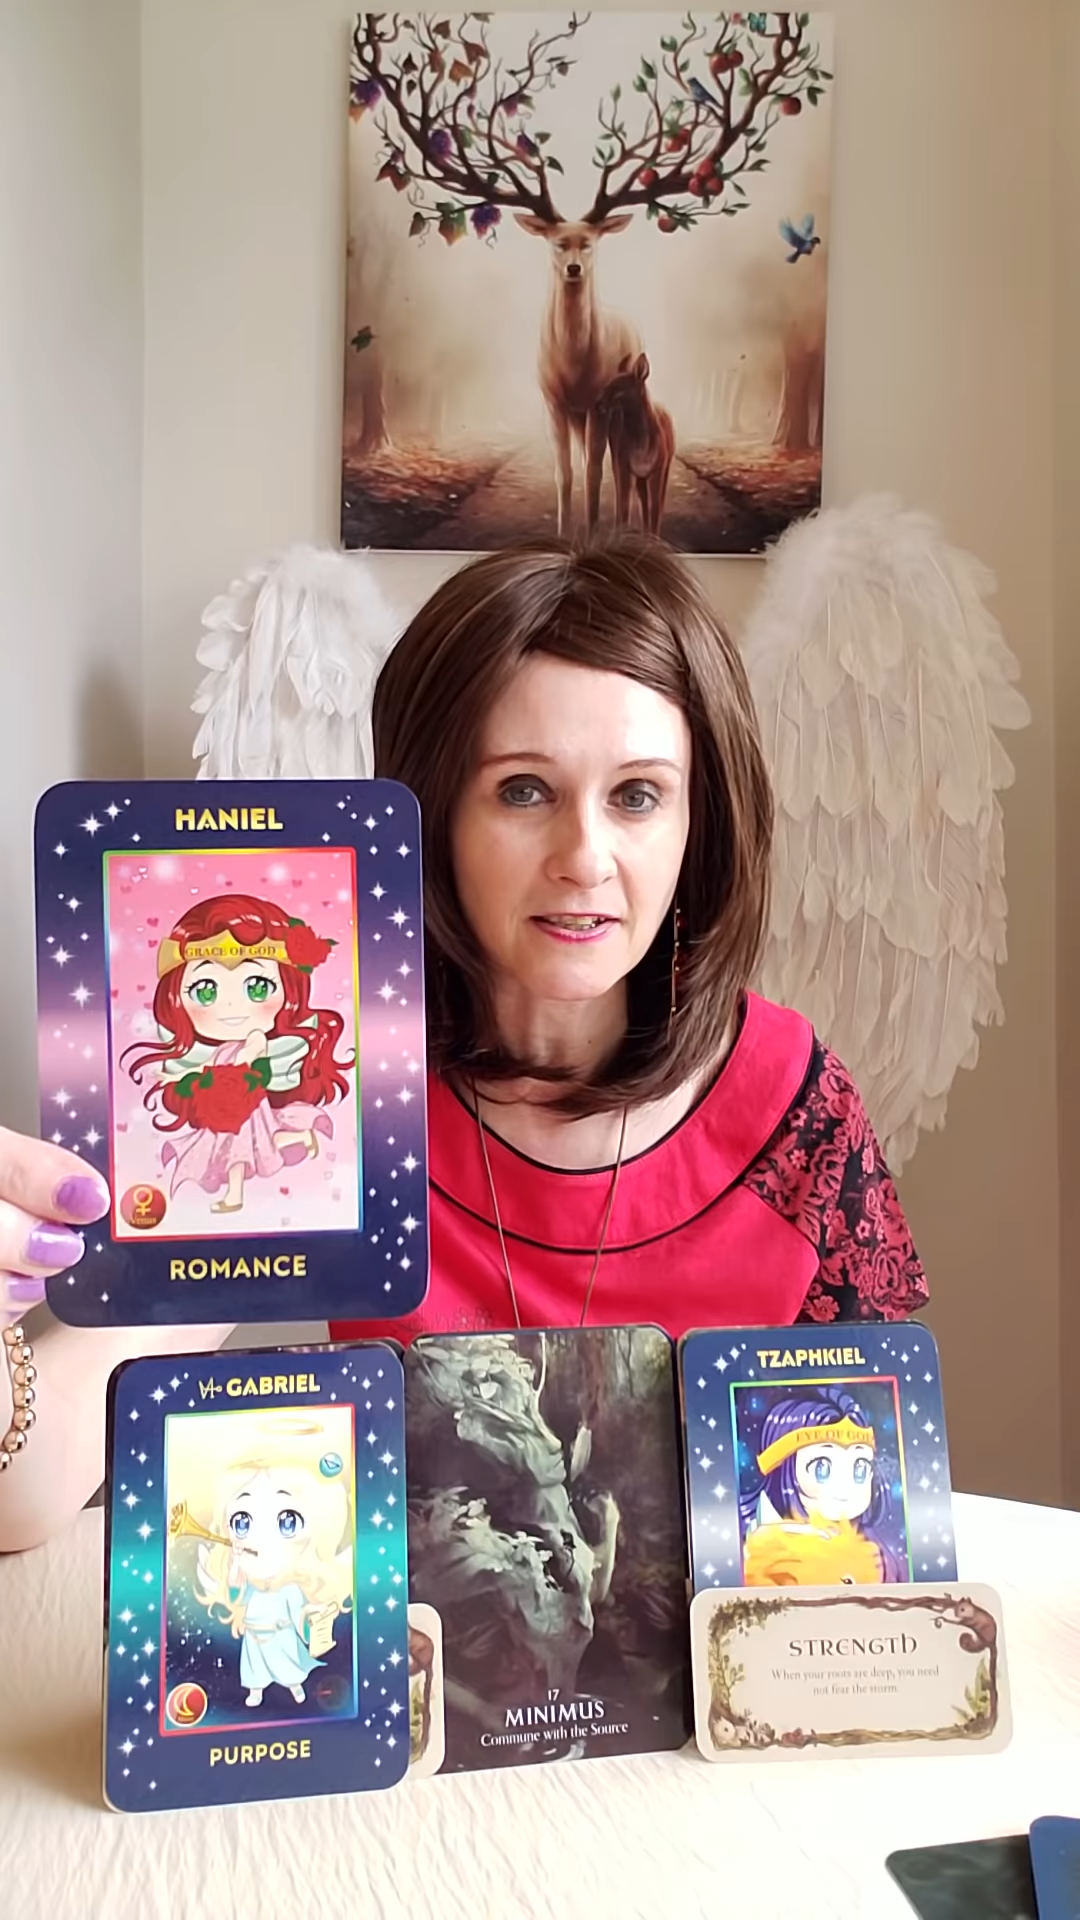 HANIEL
GRACE OF GOD
Venus
ROMANCE
GABRIEL
PURPOSE
17
MINIMUS
Commune with the Source
TZAPHKIEL
EYE OF GOD
STRENGTH
When your roots are deep, you need
not fear the storm.